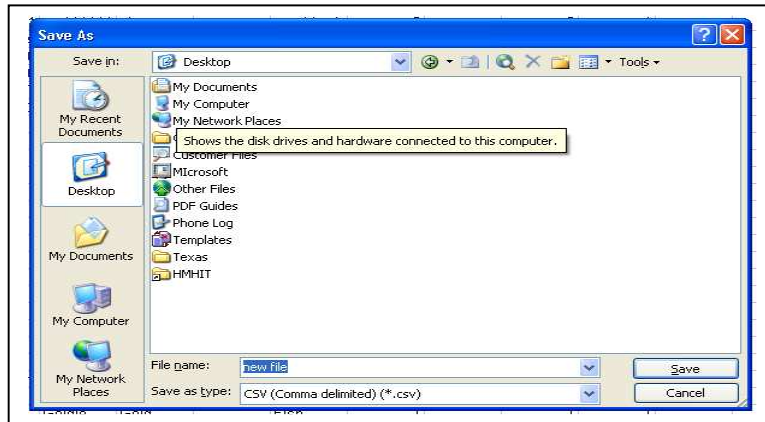 Save As
Save in:
Desktop
Tools
My Recent
Documents
Desktop
My Documents
My Computer
My Network
Places
My Documents
My Computer
My Network Places
Shows the disk drives and hardware connected to this computer.
Customer Files
MIcrosoft
Other Files
PDF Guides
Phone Log
Templates
Texas
HMHIT
File name:
new file
Save
Save as type:
CSV (Comma delimited) (*.csv)
Cancel